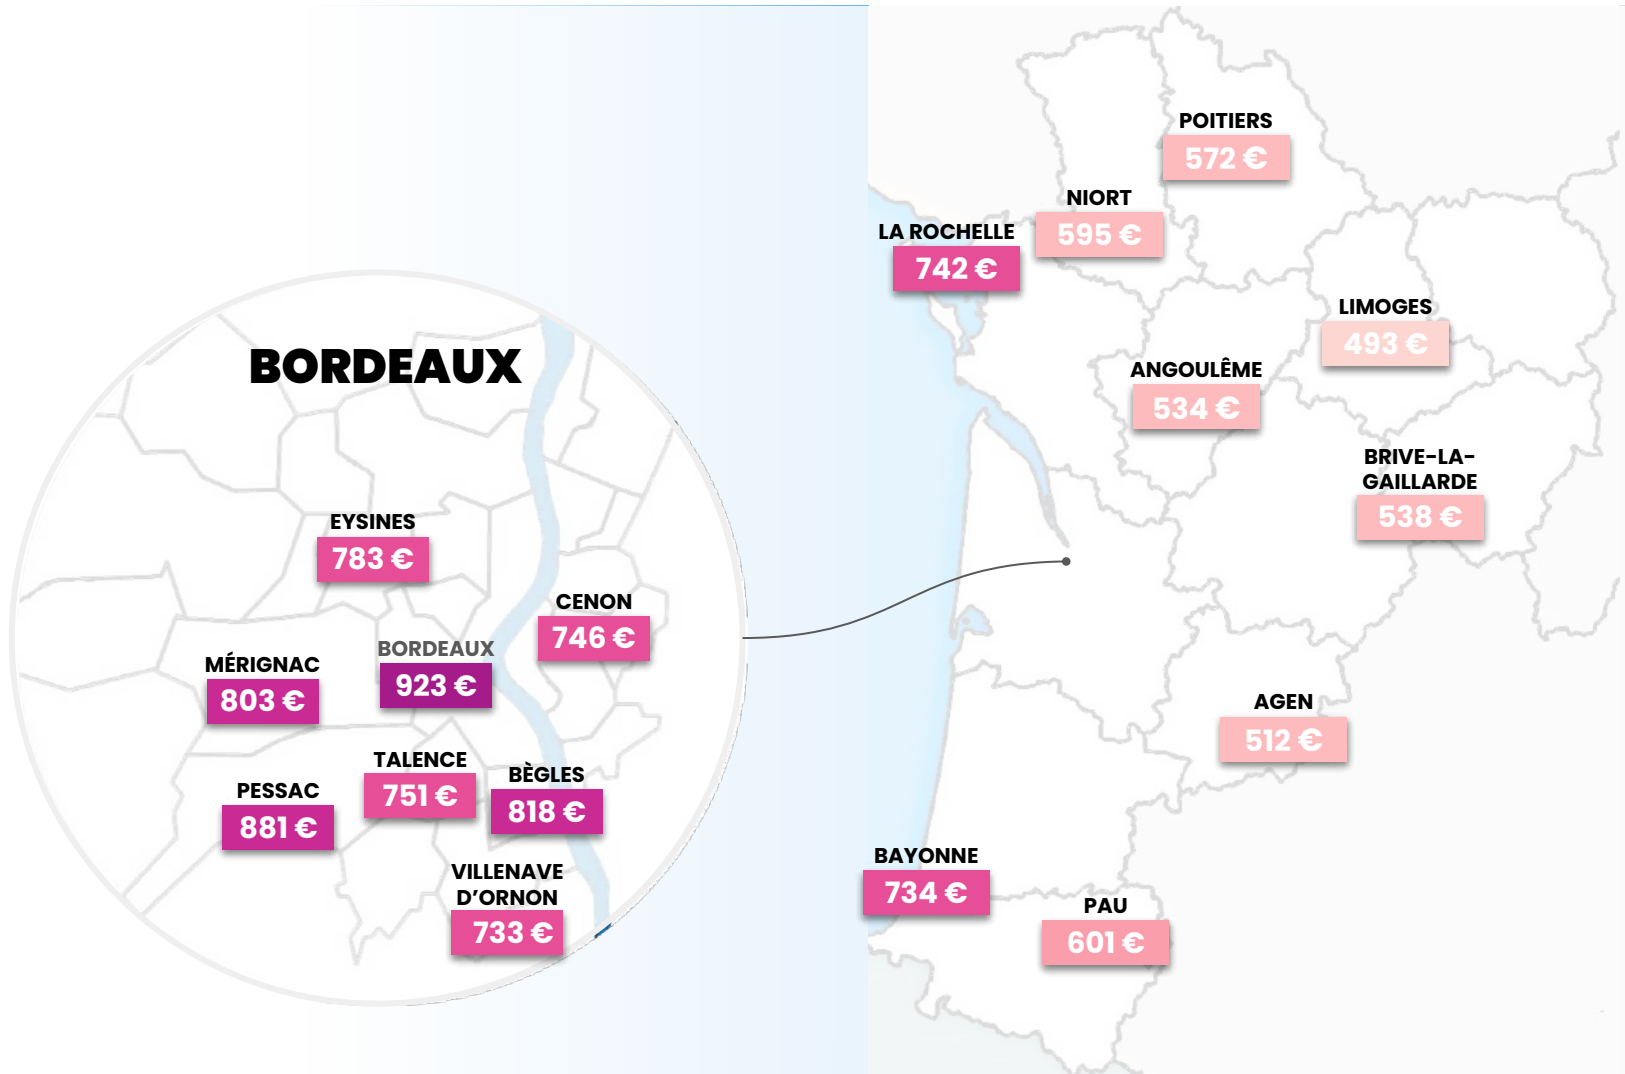 BORDEAUX
EYSINES
783 €
CENON
746 €
BORDEAUX
923 €
MÉRIGNAC
803 €
TALENCE
751 €
BÈGLES
818 €
PESSAC
881 €
VILLENAVE
D'ORNON
733 €
POITIERS
572 €
NIORT
595 €
LA ROCHELLE
742 €
LIMOGES
493 €
ANGOULÊME
534 €
BRIVE-LA-
GAILLARDE
538 €
AGEN
512 €
BAYONNE
734 €
PAU
601 €